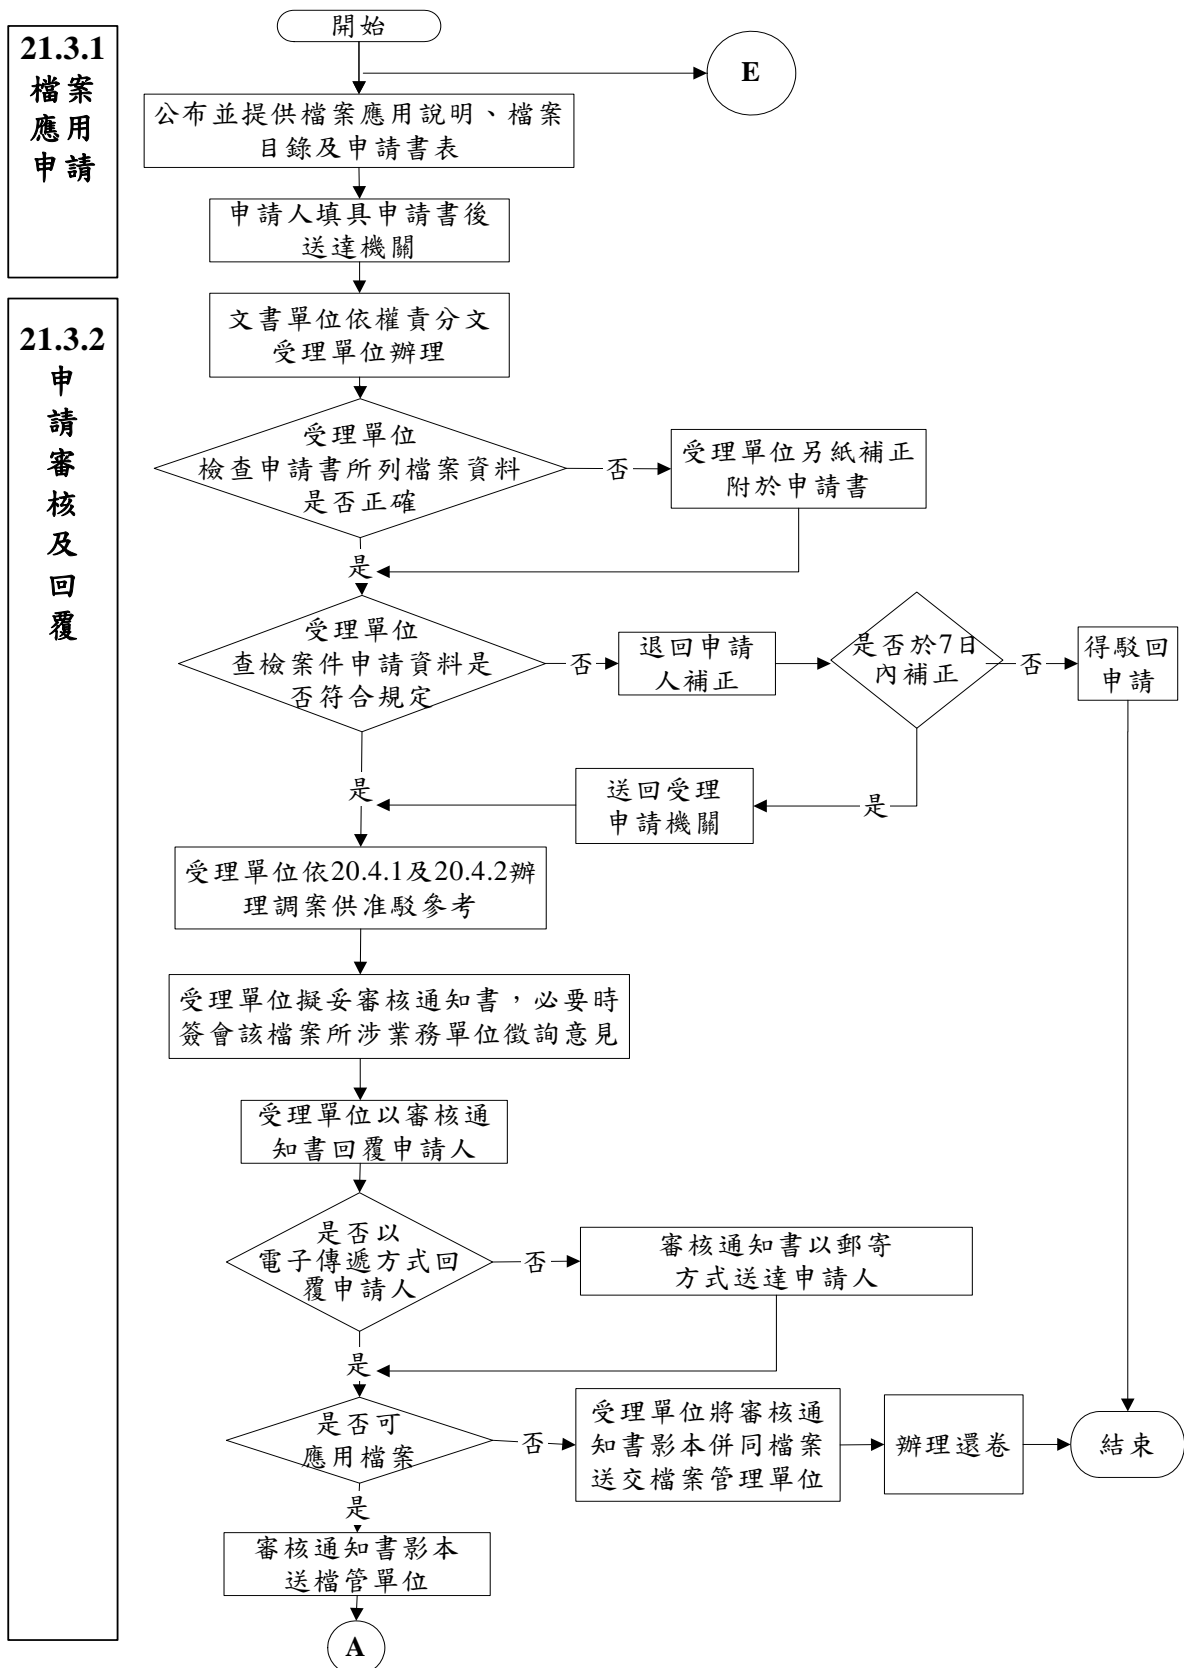 21.3.1
檔案
應用
申請
開始
E
公布並提供檔案應用說明、檔案
目錄及申請書表
申請人填具申請書後
送達機關
21.3.2
申
請
審
核
及
回
覆
文書單位依權責分文
受理單位辦理
受理單位
檢查申請書所列檔案資料
是否正確
否
受理單位另紙補正
附於申請書
是
受理單位
查檢案件申請資料是
否符合規定
否
退回申請
人補正
是否於7日
內補正
否
得駁回
申請
是
送回受理
申請機關
是
受理單位依20.4.1及20.4.2辦
理調案供准駁參考
受理單位擬妥審核通知書，必要時
簽會該檔案所涉業務單位徵詢意見
受理單位以審核通
知書回覆申請人
是否以
電子傳遞方式回
覆申請人
否
審核通知書以郵寄
方式送達申請人
是
是否可
應用檔案
否
受理單位將審核通
知書影本併同檔案
送交檔案管理單位
辦理還卷
結束
是
審核通知書影本
送檔管單位
A